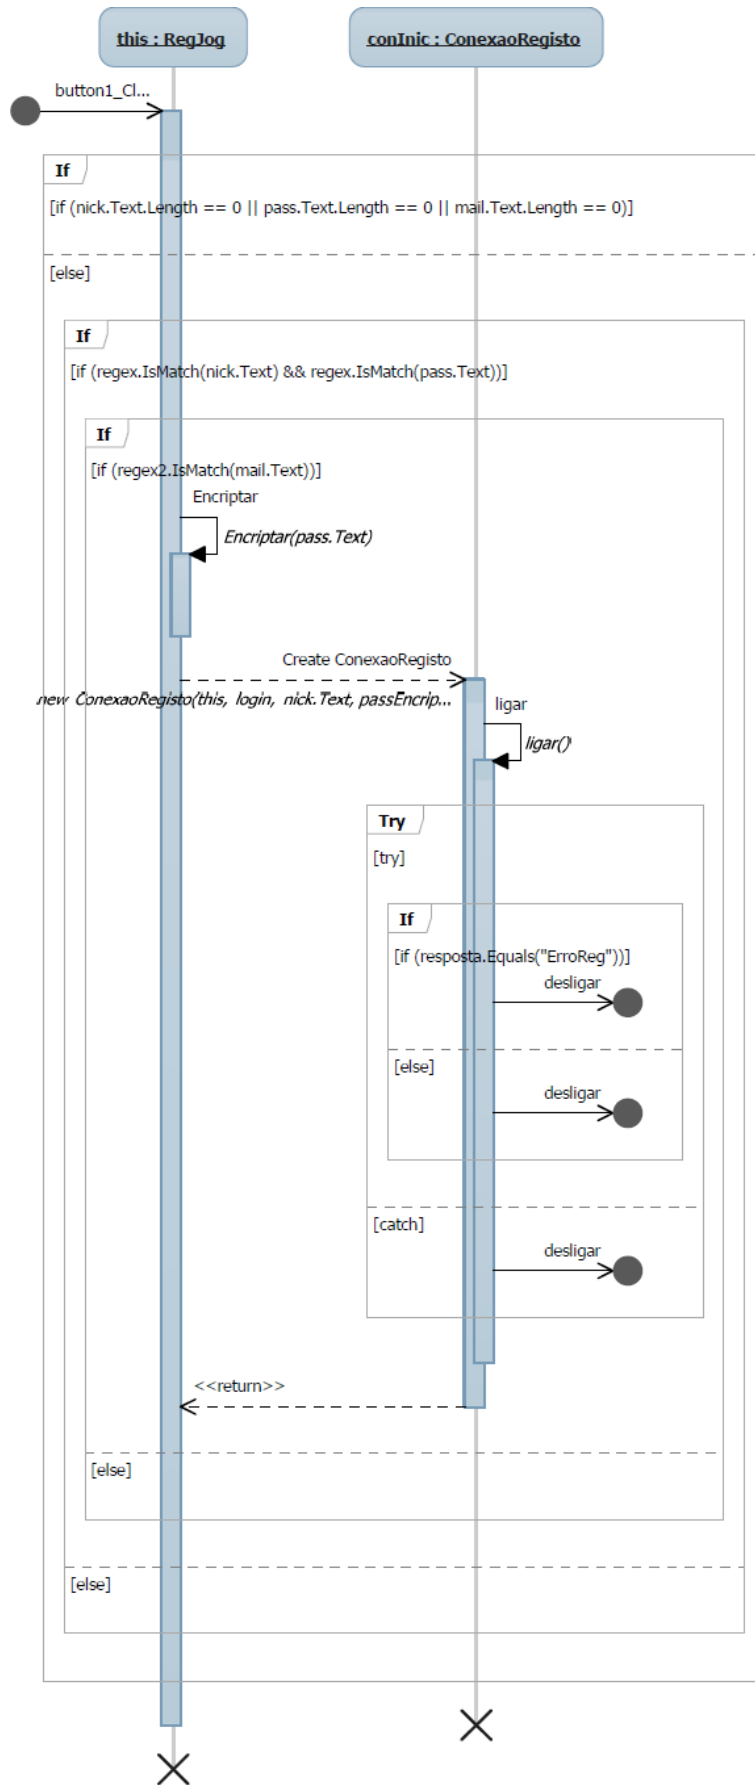 this : RegJog
conInic : ConexaoRegisto
button1_Cl...
If
[if (nick.Text.Length == 0 || pass.Text.Length == 0 || mail.Text.Length == 0)]
[else]
If
[if (regex.IsMatch(nick.Text) && regex.IsMatch(pass.Text))]
If
[if (regex2.IsMatch(mail.Text))]
Encriptar
Encriptar(pass.Text)
Create ConexaoRegisto
new ConexaoRegisto(this, login, nick.Text, passEncrip...
ligar
ligar()
Try
[try]
If
[if (resposta.Equals("ErroReg"))]
desligar
[else]
desligar
[catch]
desligar
<<return>>
[else]
[else]